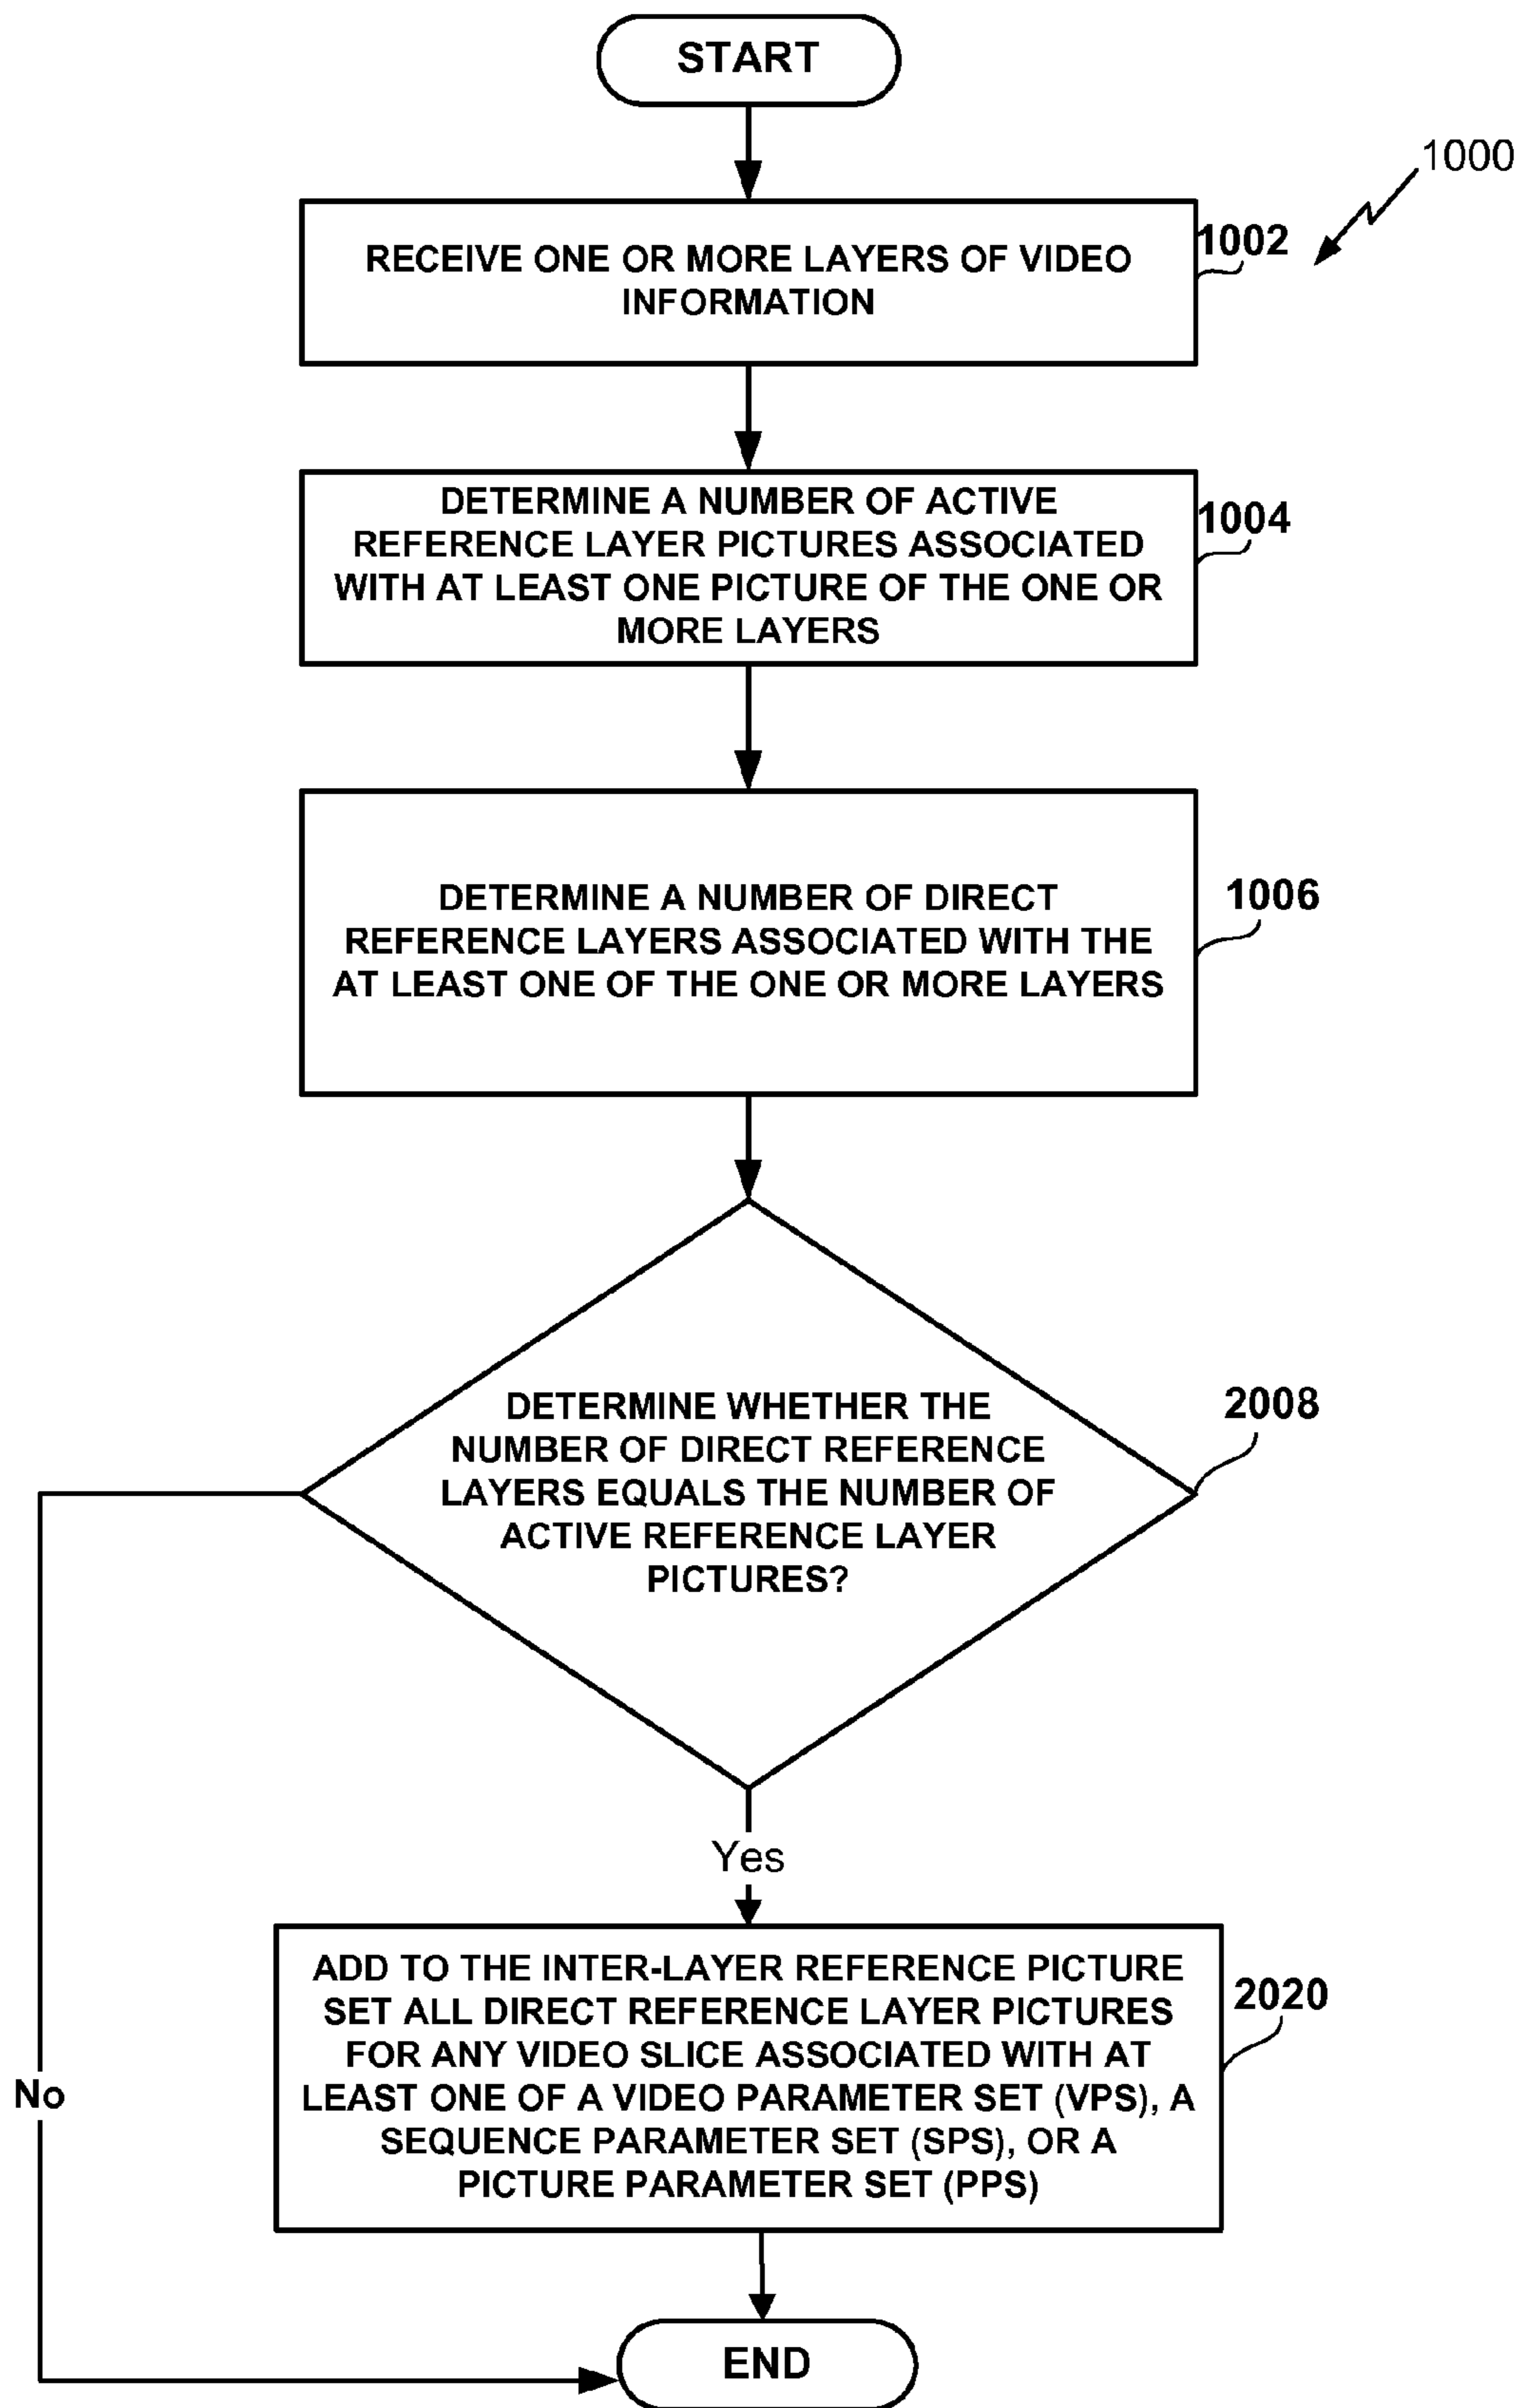 START
1000
RECEIVE ONE OR MORE LAYERS OF VIDEO
INFORMATION
1002
DETERMINE A NUMBER OF ACTIVE
REFERENCE LAYER PICTURES ASSOCIATED
WITH AT LEAST ONE PICTURE OF THE ONE OR
MORE LAYERS
1004
DETERMINE A NUMBER OF DIRECT
REFERENCE LAYERS ASSOCIATED WITH THE
AT LEAST ONE OF THE ONE OR MORE LAYERS
1006
DETERMINE WHETHER THE
NUMBER OF DIRECT REFERENCE
LAYERS EQUALS THE NUMBER OF
ACTIVE REFERENCE LAYER
PICTURES?
2008
Yes
ADD TO THE INTER-LAYER REFERENCE PICTURE
SET ALL DIRECT REFERENCE LAYER PICTURES
FOR ANY VIDEO SLICE ASSOCIATED WITH AT
LEAST ONE OF A VIDEO PARAMETER SET (VPS), A
SEQUENCE PARAMETER SET (SPS), OR A
PICTURE PARAMETER SET (PPS)
2020
No
END